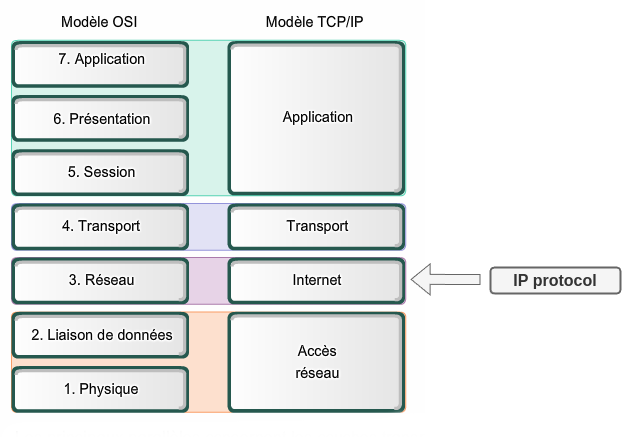 Modèle OSI
Modèle TCP/IP
7. Application
6. Présentation
Application
5. Session
4. Transport
Transport
3. Réseau
Internet
IP protocol
2. Liaison de données
Accès
réseau
1. Physique